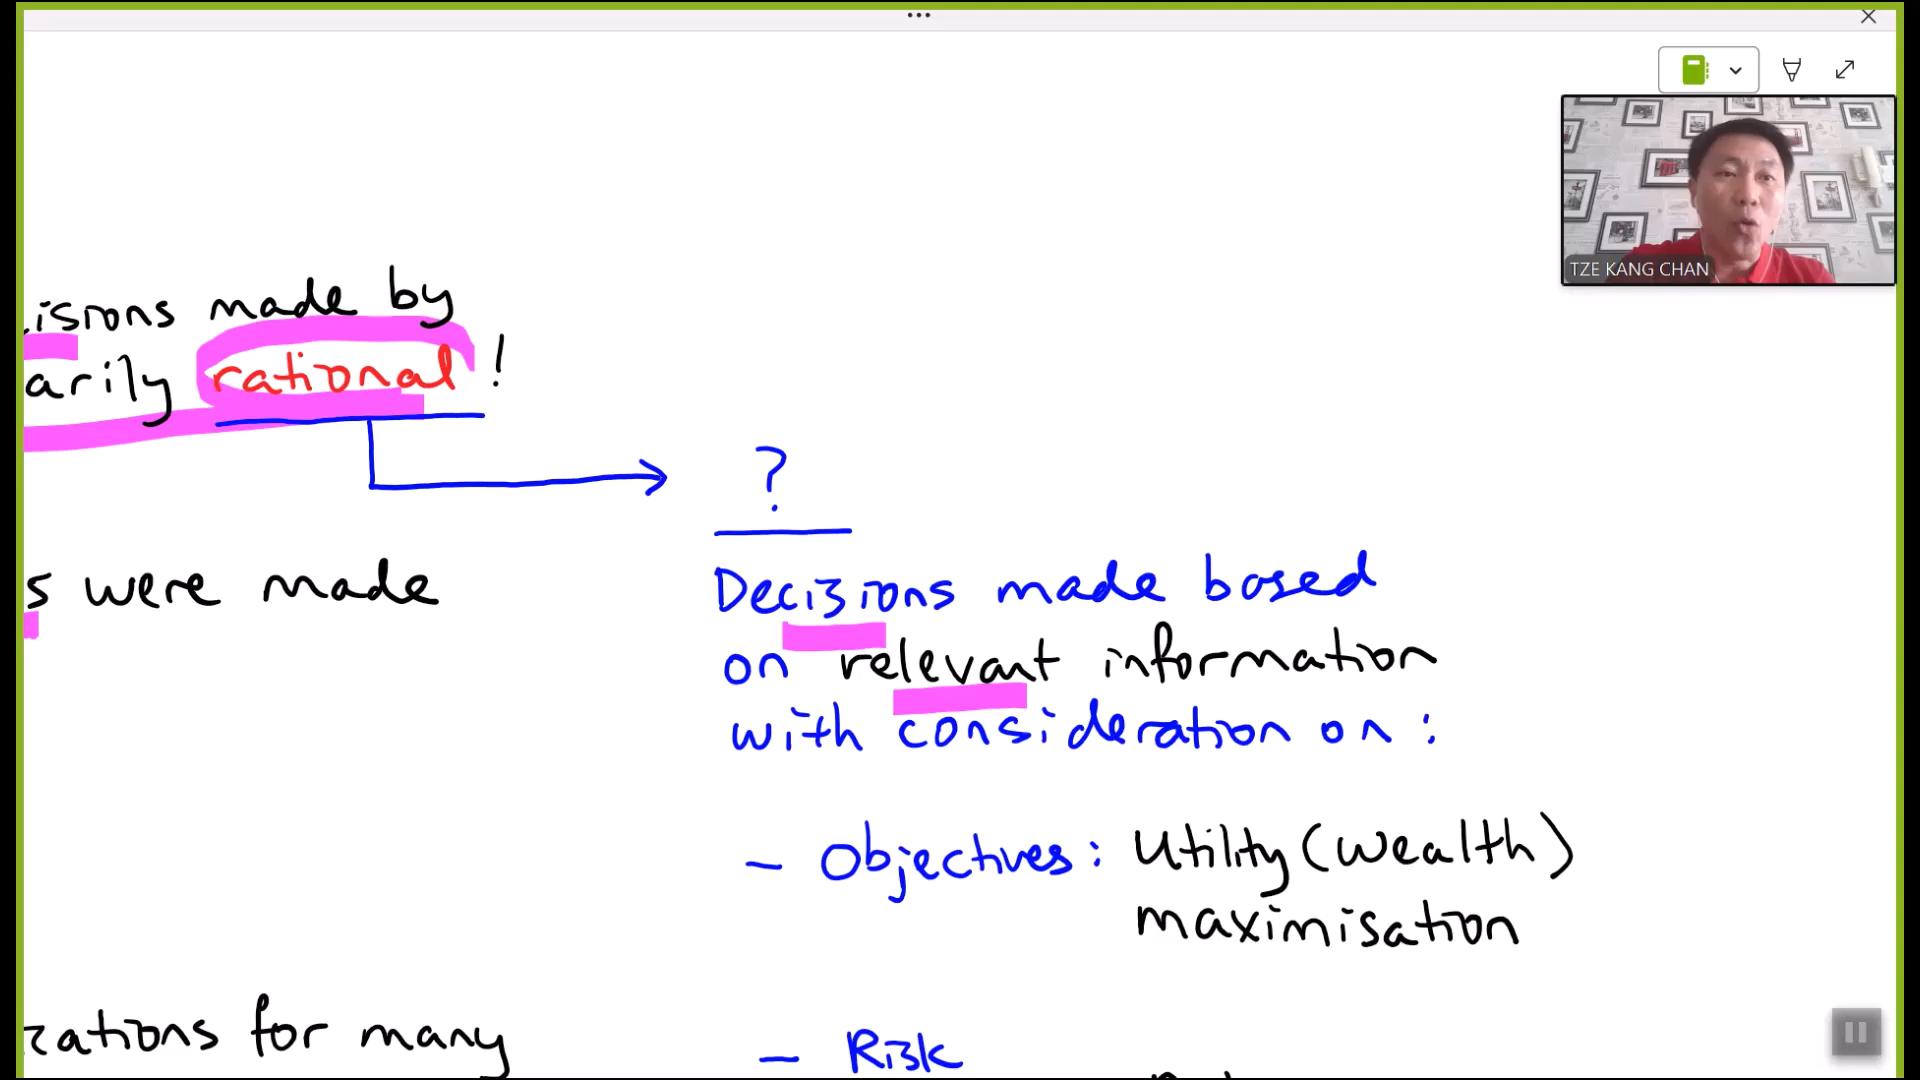 TZE KANG CHAN
isions made by
arily rational !
?
s were made
Decisions made based
on relevant information
with consideration on :
- Objectives : Utility (wealth)
maximisation
zations for many
- Risk